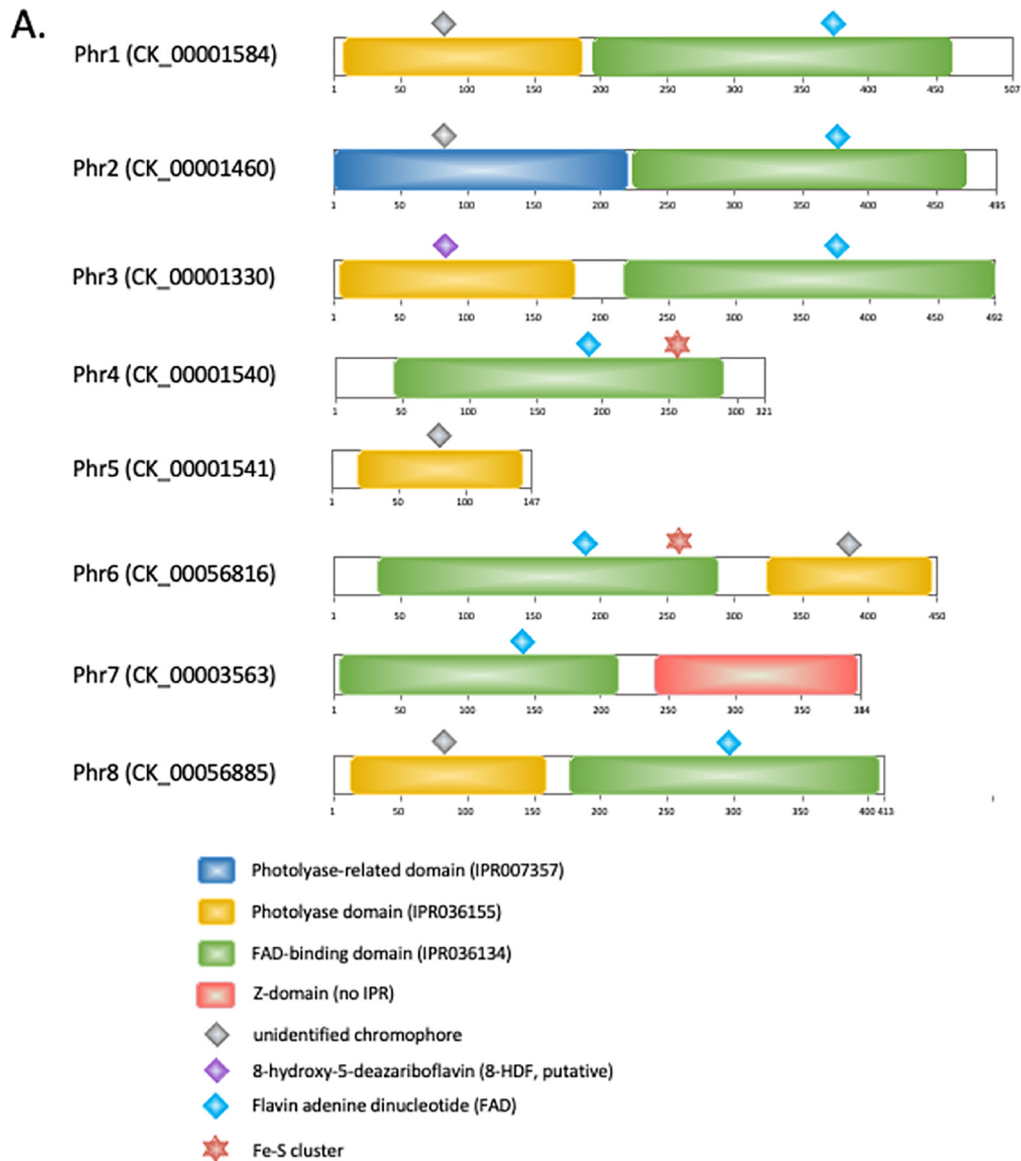 A.
Phr1 (CK_00001584)
1 50 100 150 200 250 300 350 400 450 507
Phr2 (CK_00001460)
1 50 100 150 200 250 300 350 400 450 495
Phr3 (CK_00001330)
1 50 100 150 200 250 300 350 400 450 492
Phr4 (CK_00001540)
1 50 100 150 200 250 300 321
Phr5 (CK_00001541)
1 50 100 147
Phr6 (CK_00056816)
1 50 100 150 200 250 300 350 400 450
Phr7 (CK_00003563)
1 50 100 150 200 250 300 350 384
Phr8 (CK_00056885)
1 50 100 150 200 250 300 350 400 413
Photolyase-related domain (IPR007357)
Photolyase domain (IPR036155)
FAD-binding domain (IPR036134)
Z-domain (no IPR)
unidentified chromophore
8-hydroxy-5-deazariboflavin (8-HDF, putative)
Flavin adenine dinucleotide (FAD)
Fe-S cluster